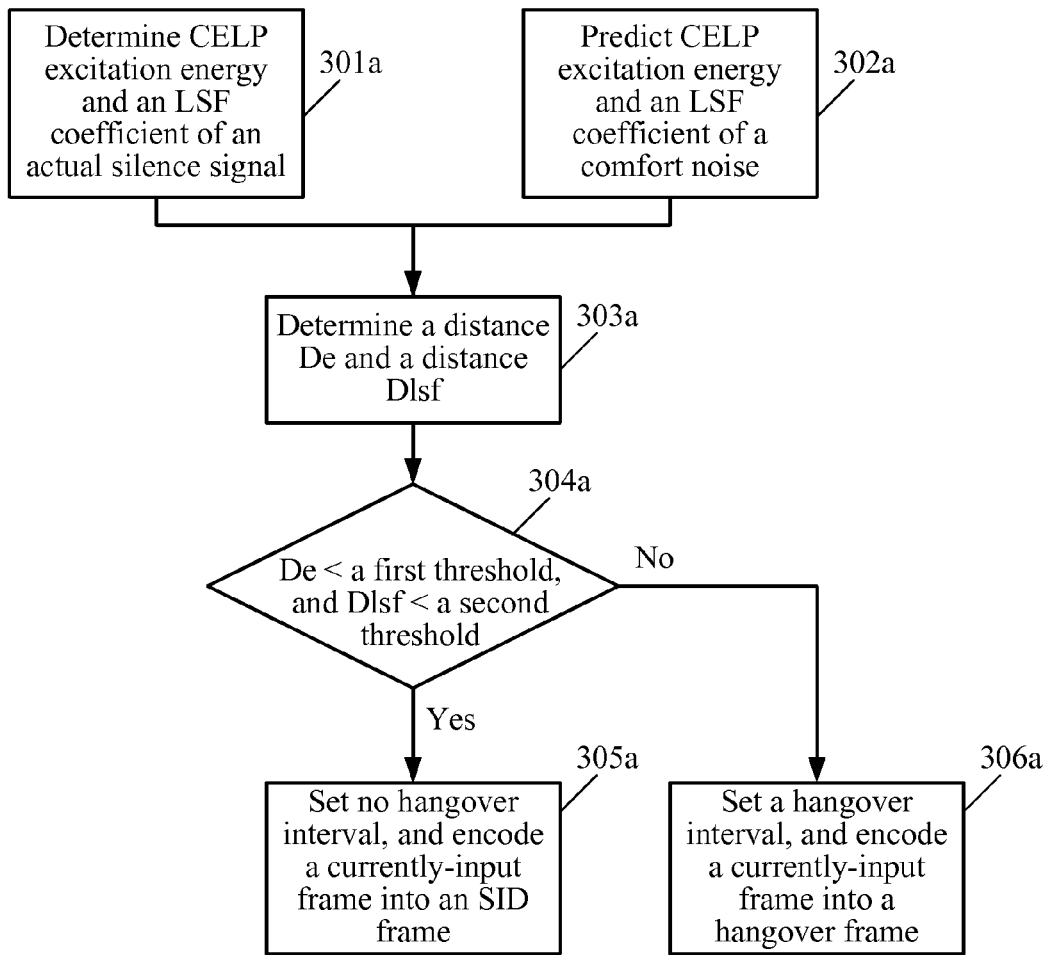 Determine CELP
excitation energy
and an LSF
coefficient of an
actual silence signal
301a
Predict CELP
excitation energy
and an LSF
coefficient of a
comfort noise
302a
Determine a distance
De and a distance
Dlsf
303a
304a
De < a first threshold,
and Dlsf < a second
threshold
No
Yes
305a
Set no hangover
interval, and encode
a currently-input
frame into an SID
frame
306a
Set a hangover
interval, and encode
a currently-input
frame into a
hangover frame